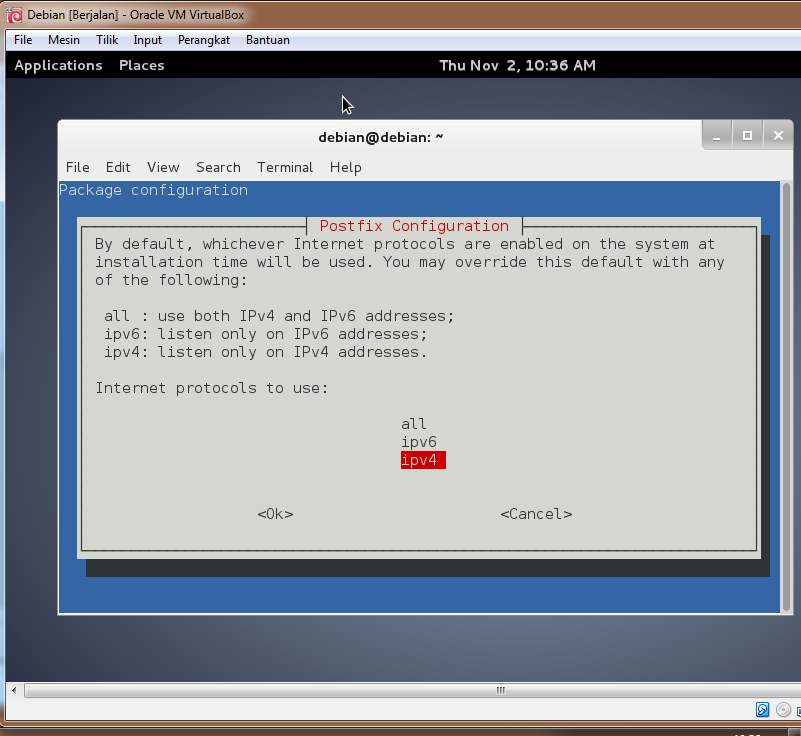 Debian [Berjalan] - Oracle VM VirtualBox
File Mesin Tilik Input Perangkat Bantuan
Applications Places Thu Nov 2, 10:36 AM
debian@debian: ~
File Edit View Search Terminal Help
Package configuration
Postfix Configuration
By default, whichever Internet protocols are enabled on the system at
installation time will be used. You may override this default with any
of the following:
all : use both IPv4 and IPv6 addresses;
ipv6: listen only on IPv6 addresses;
ipv4: listen only on IPv4 addresses.
Internet protocols to use:
all
ipv6
ipv4
<Ok> <Cancel>